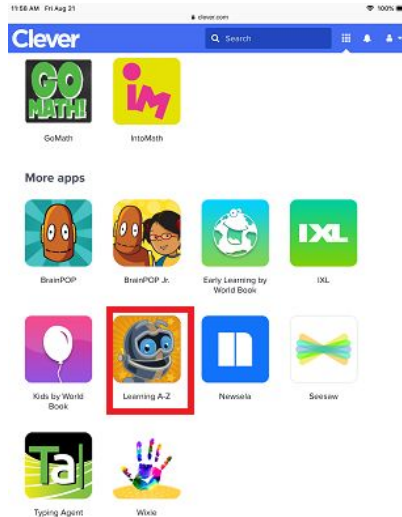 11:58 AM Fri Aug 21
100%
clever.com
Clever
Search
GO
MATH!
iM
GoMath
IntoMath
More apps
IXL
BrainPOP
BrainPOP Jr.
Early Learning by
World Book
IXL
Kids by World
Book
Learning A-Z
Newsela
Seesaw
Ta
Typing Agent
Wixie